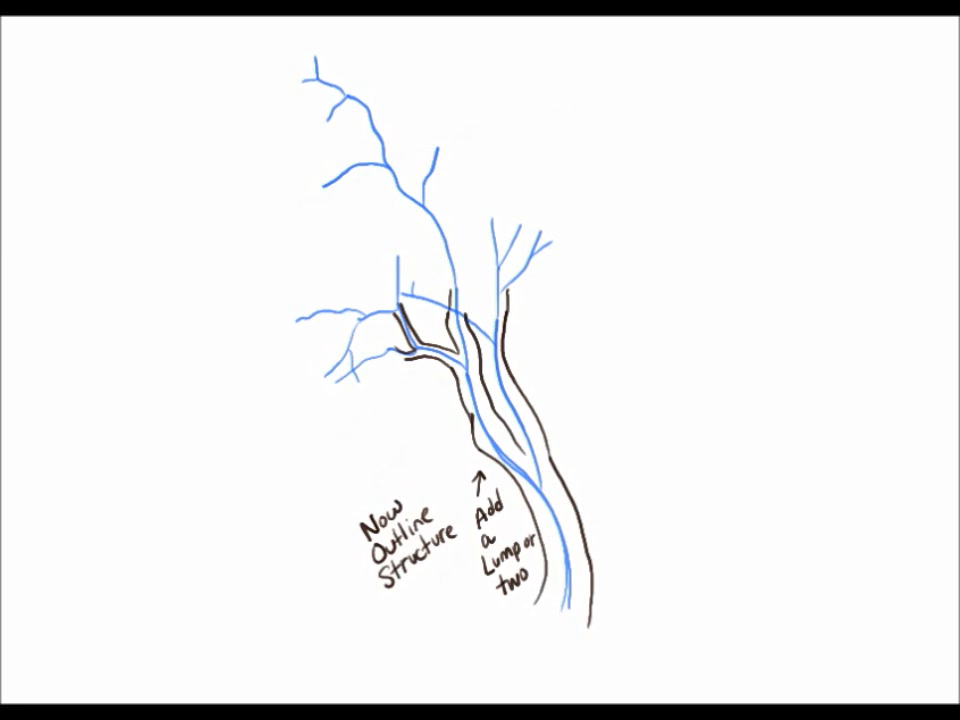 Now
Outline
Structure
Add
a
Lump or
two